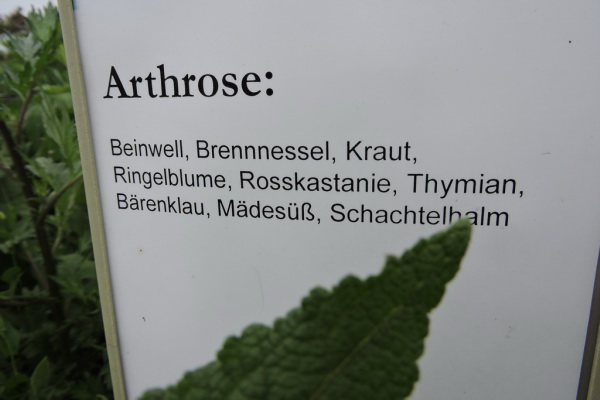 Arthrose:
Beinwell, Brennnessel, Kraut,
Ringelblume, Rosskastanie, Thymian,
Bärenklau, Mädesüß, Schachtelhalm